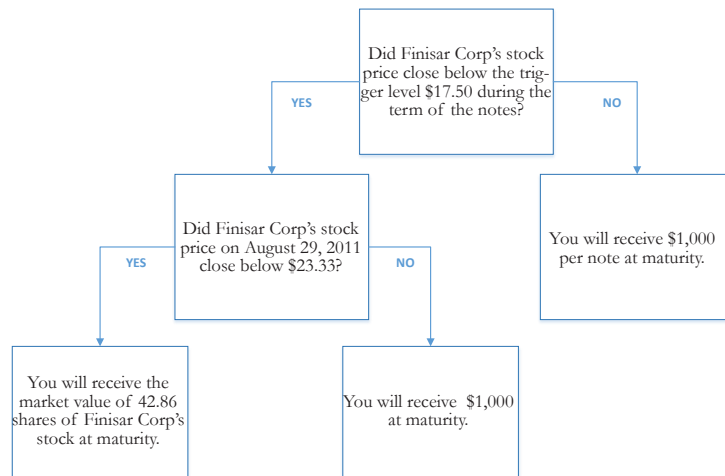 Did Finisar Corp's stock
price close below the trig-
ger level $17.50 during the
term of the notes?
YES
NO
Did Finisar Corp's stock
price on August 29, 2011
close below $23.33?
You will receive $1,000
per note at maturity.
YES
NO
You will receive the
market value of 42.86
shares of Finisar Corp's
stock at maturity.
You will receive $1,000
at maturity.